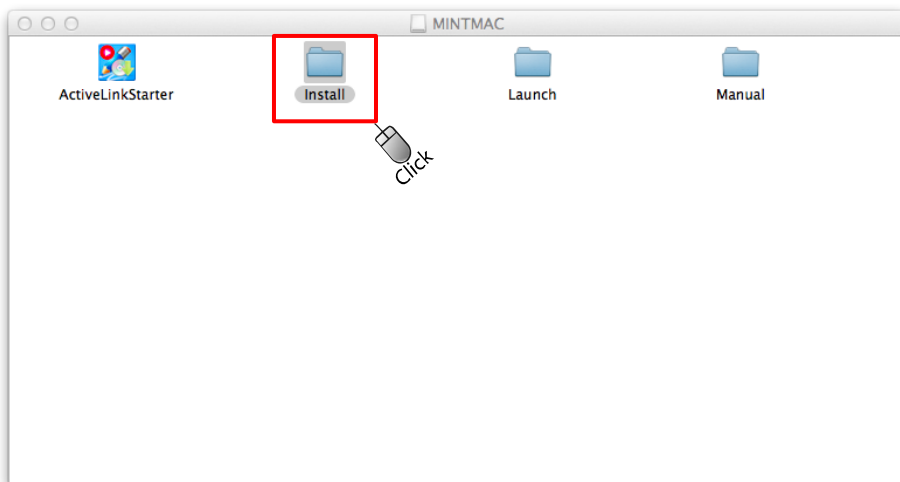 MINTMAC
ActiveLinkStarter
Install
Launch
Manual
Click